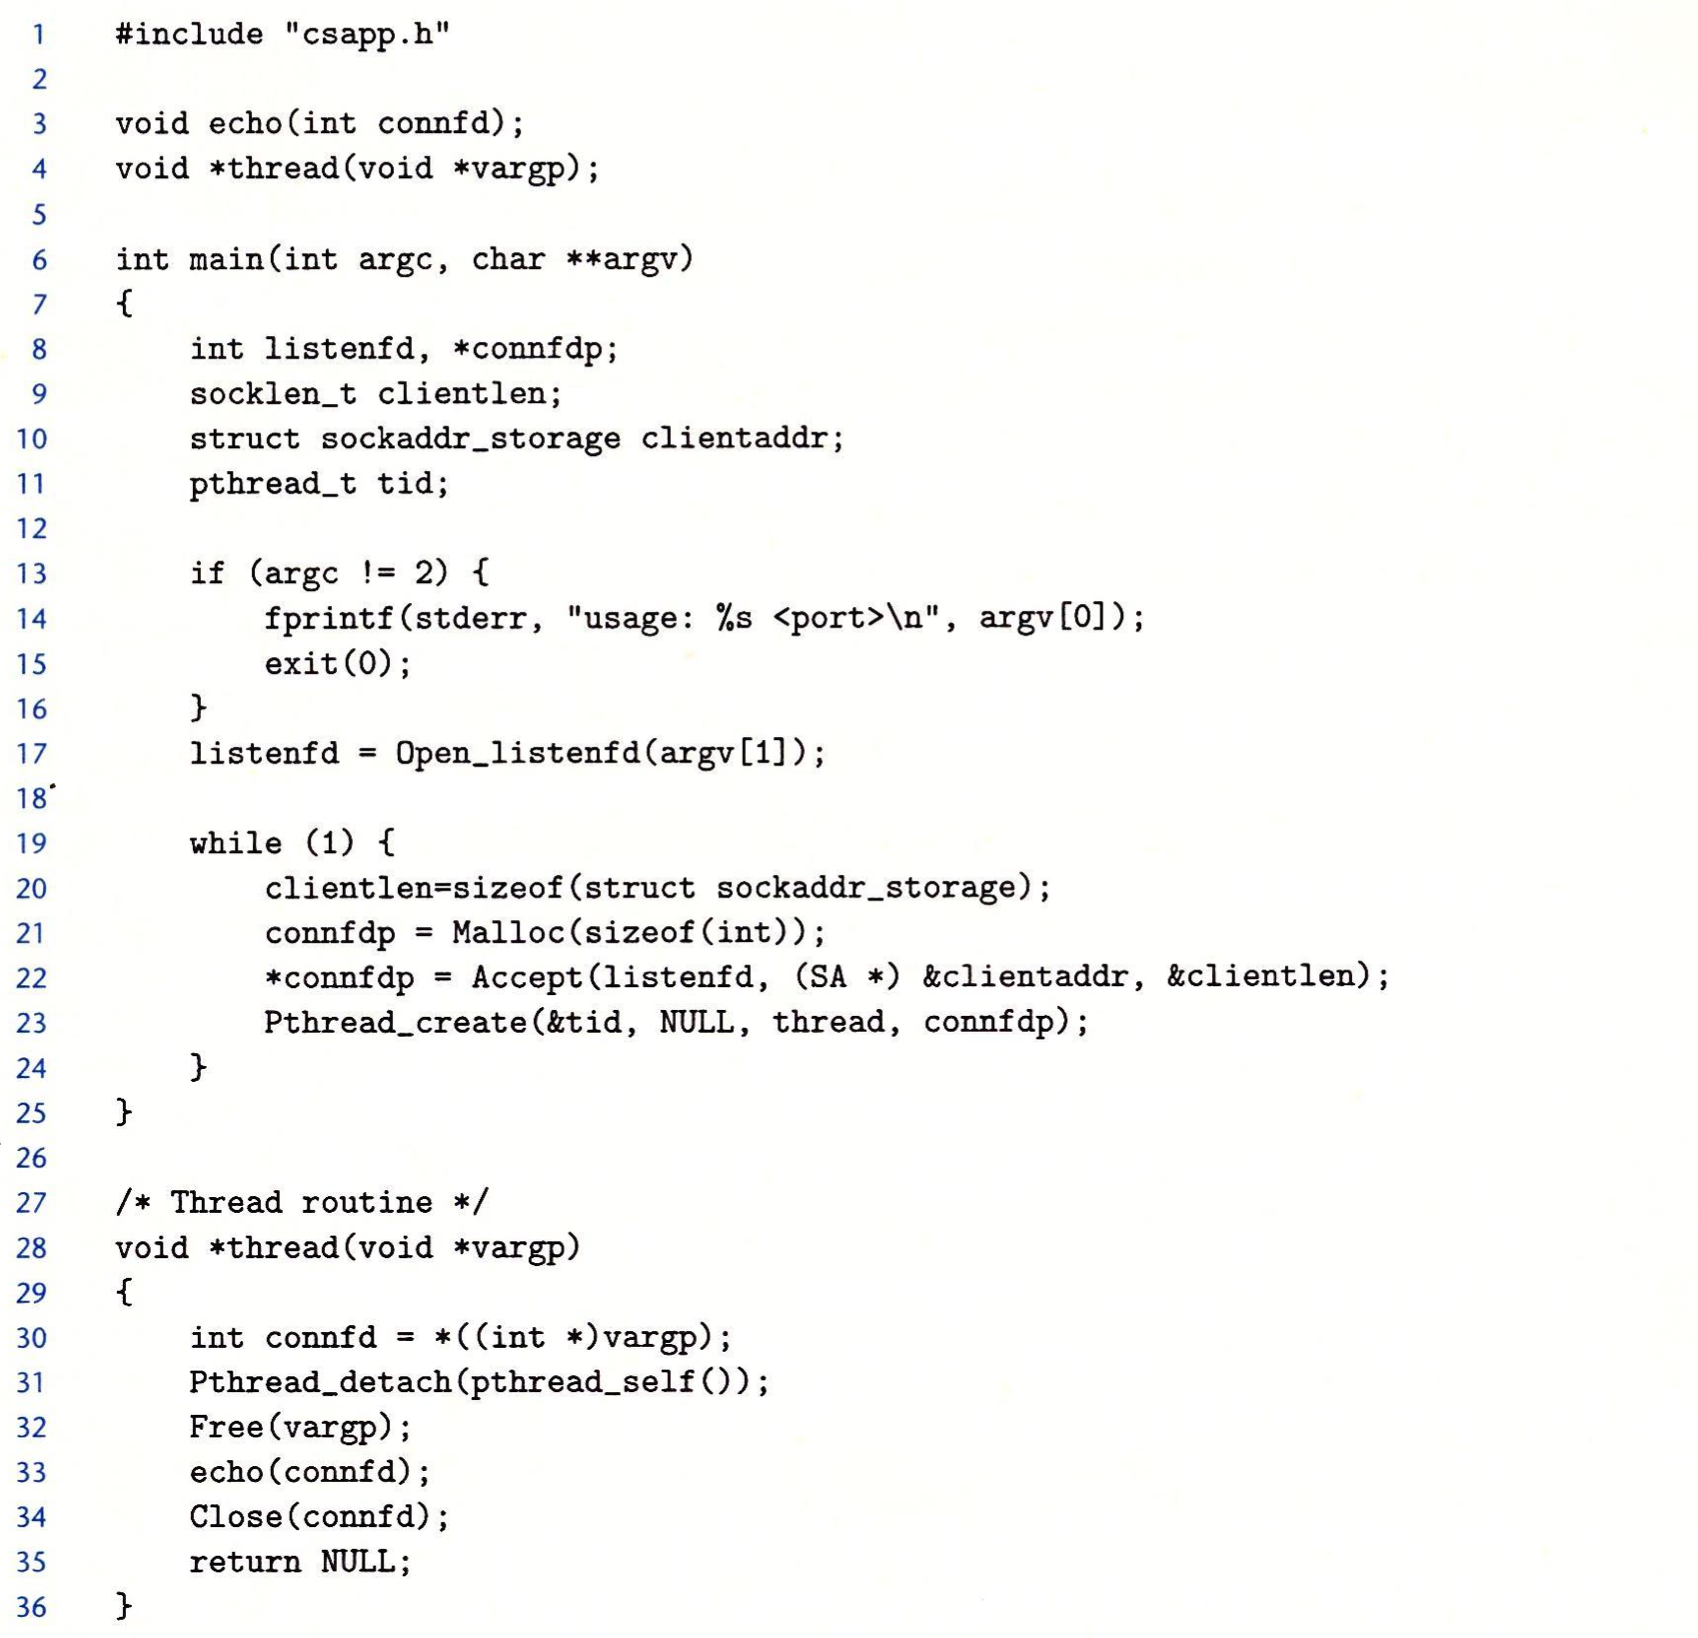 1 #include "csapp.h"
2
3 void echo(int connfd);
4 void *thread(void *vargp);
5
6 int main(int argc, char **argv)
7 {
8 int listenfd, *connfdp;
9 socklen_t clientlen;
10 struct sockaddr_storage clientaddr;
11 pthread_t tid;
12
13 if (argc != 2) {
14 fprintf(stderr, "usage: %s <port>\n", argv[0]);
15 exit(0);
16 }
17 listenfd = Open_listenfd(argv[1]);
18
19 while (1) {
20 clientlen=sizeof(struct sockaddr_storage);
21 connfdp = Malloc(sizeof(int));
22 *connfdp = Accept(listenfd, (SA *) &clientaddr, &clientlen);
23 Pthread_create(&tid, NULL, thread, connfdp);
24 }
25 }
26
27 /* Thread routine */
28 void *thread(void *vargp)
29 {
30 int connfd = *((int *)vargp);
31 Pthread_detach(pthread_self());
32 Free(vargp);
33 echo(connfd);
34 Close(connfd);
35 return NULL;
36 }